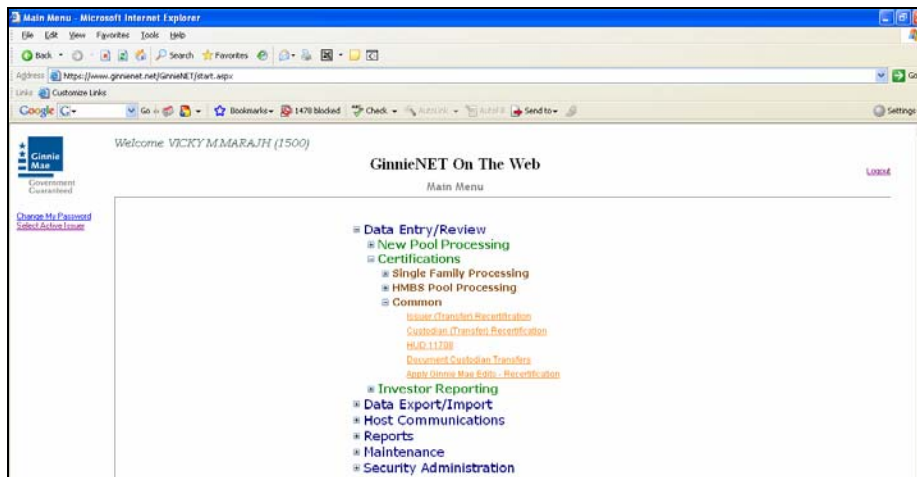 Main Menu - Microsoft Internet Explorer
File Edit View Favorites Tools Help
Back Search Favorites
Address https://www.ginnienet.net/GinnieNET/start.aspx Go
Links Customize Links
Google G Go Bookmarks 1470 blocked Check AutoLink AutoFill Send to Settings
Welcome VICKY M.MARAJH (1500)
Ginnie Mae
Government Guaranteed
GinnieNET On The Web
Logout
Main Menu
Change My Password
Select Active Issuer
Data Entry/Review
New Pool Processing
Certifications
Single Family Processing
HMBS Pool Processing
Common
Issuer (Transfer) Recertification
Custodian (Transfer) Recertification
HUD 11708
Document Custodian Transfers
Apply Ginnie Mae Edits - Recertification
Investor Reporting
Data Export/Import
Host Communications
Reports
Maintenance
Security Administration